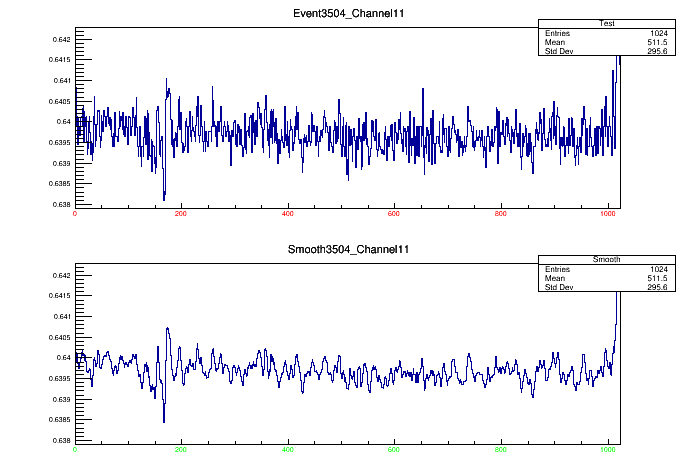 Event3504_Channel11
Test
Entries 1024
Mean 511.5
Std Dev 295.6
0.642
0.6415
0.641
0.6405
0.64
0.6395
0.639
0.6385
0.638
0 200 400 600 800 1000
Smooth3504_Channel11
Smooth
Entries 1024
Mean 511.5
Std Dev 295.6
0.642
0.6415
0.641
0.6405
0.64
0.6395
0.639
0.6385
0.638
0 200 400 600 800 1000